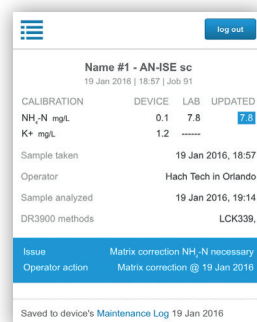 log out
Name #1 - AN-ISE sc
19 Jan 2016 | 18:57 | Job 91
CALIBRATION DEVICE LAB UPDATED
NH₄-N mg/L 0.1 7.8 7.8
K+ mg/L 1.2 ------
Sample taken 19 Jan 2016, 18:57
Operator Hach Tech in Orlando
Sample analyzed 19 Jan 2016, 19:14
DR3900 methods LCK339,
Issue Matrix correction NH₄-N necessary
Operator action Matrix correction @ 19 Jan 2016
Saved to device's Maintenance Log 19 Jan 2016